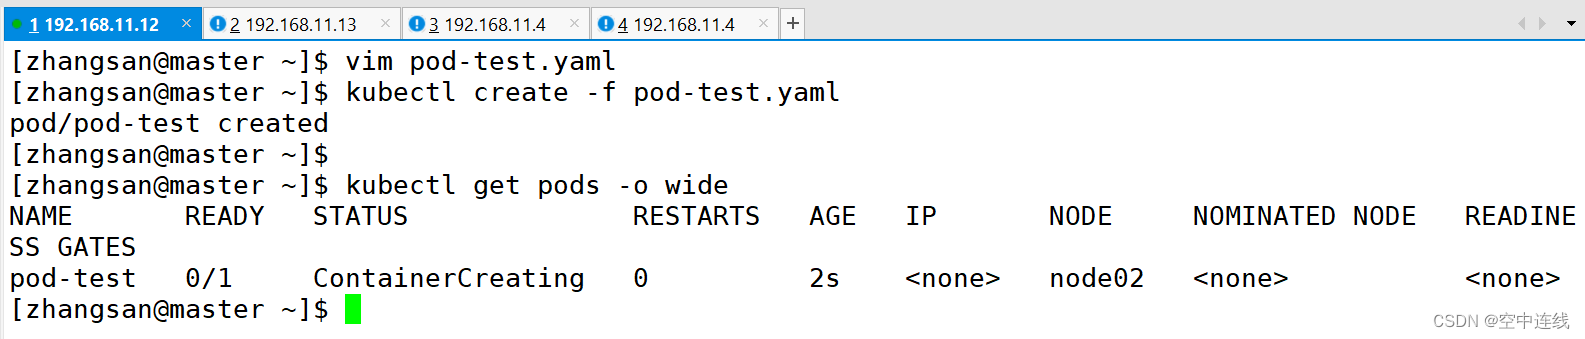 1 192.168.11.12 × 2 192.168.11.13 × 3 192.168.11.4 × 4 192.168.11.4 × +
[zhangsan@master ~]$ vim pod-test.yaml
[zhangsan@master ~]$ kubectl create -f pod-test.yaml
pod/pod-test created
[zhangsan@master ~]$
[zhangsan@master ~]$ kubectl get pods -o wide
NAME       READY   STATUS              RESTARTS   AGE   IP       NODE     NOMINATED NODE   READINE
SS GATES
pod-test   0/1     ContainerCreating   0          2s    <none>   node02   <none>           <none>
[zhangsan@master ~]$
CSDN @空中连线